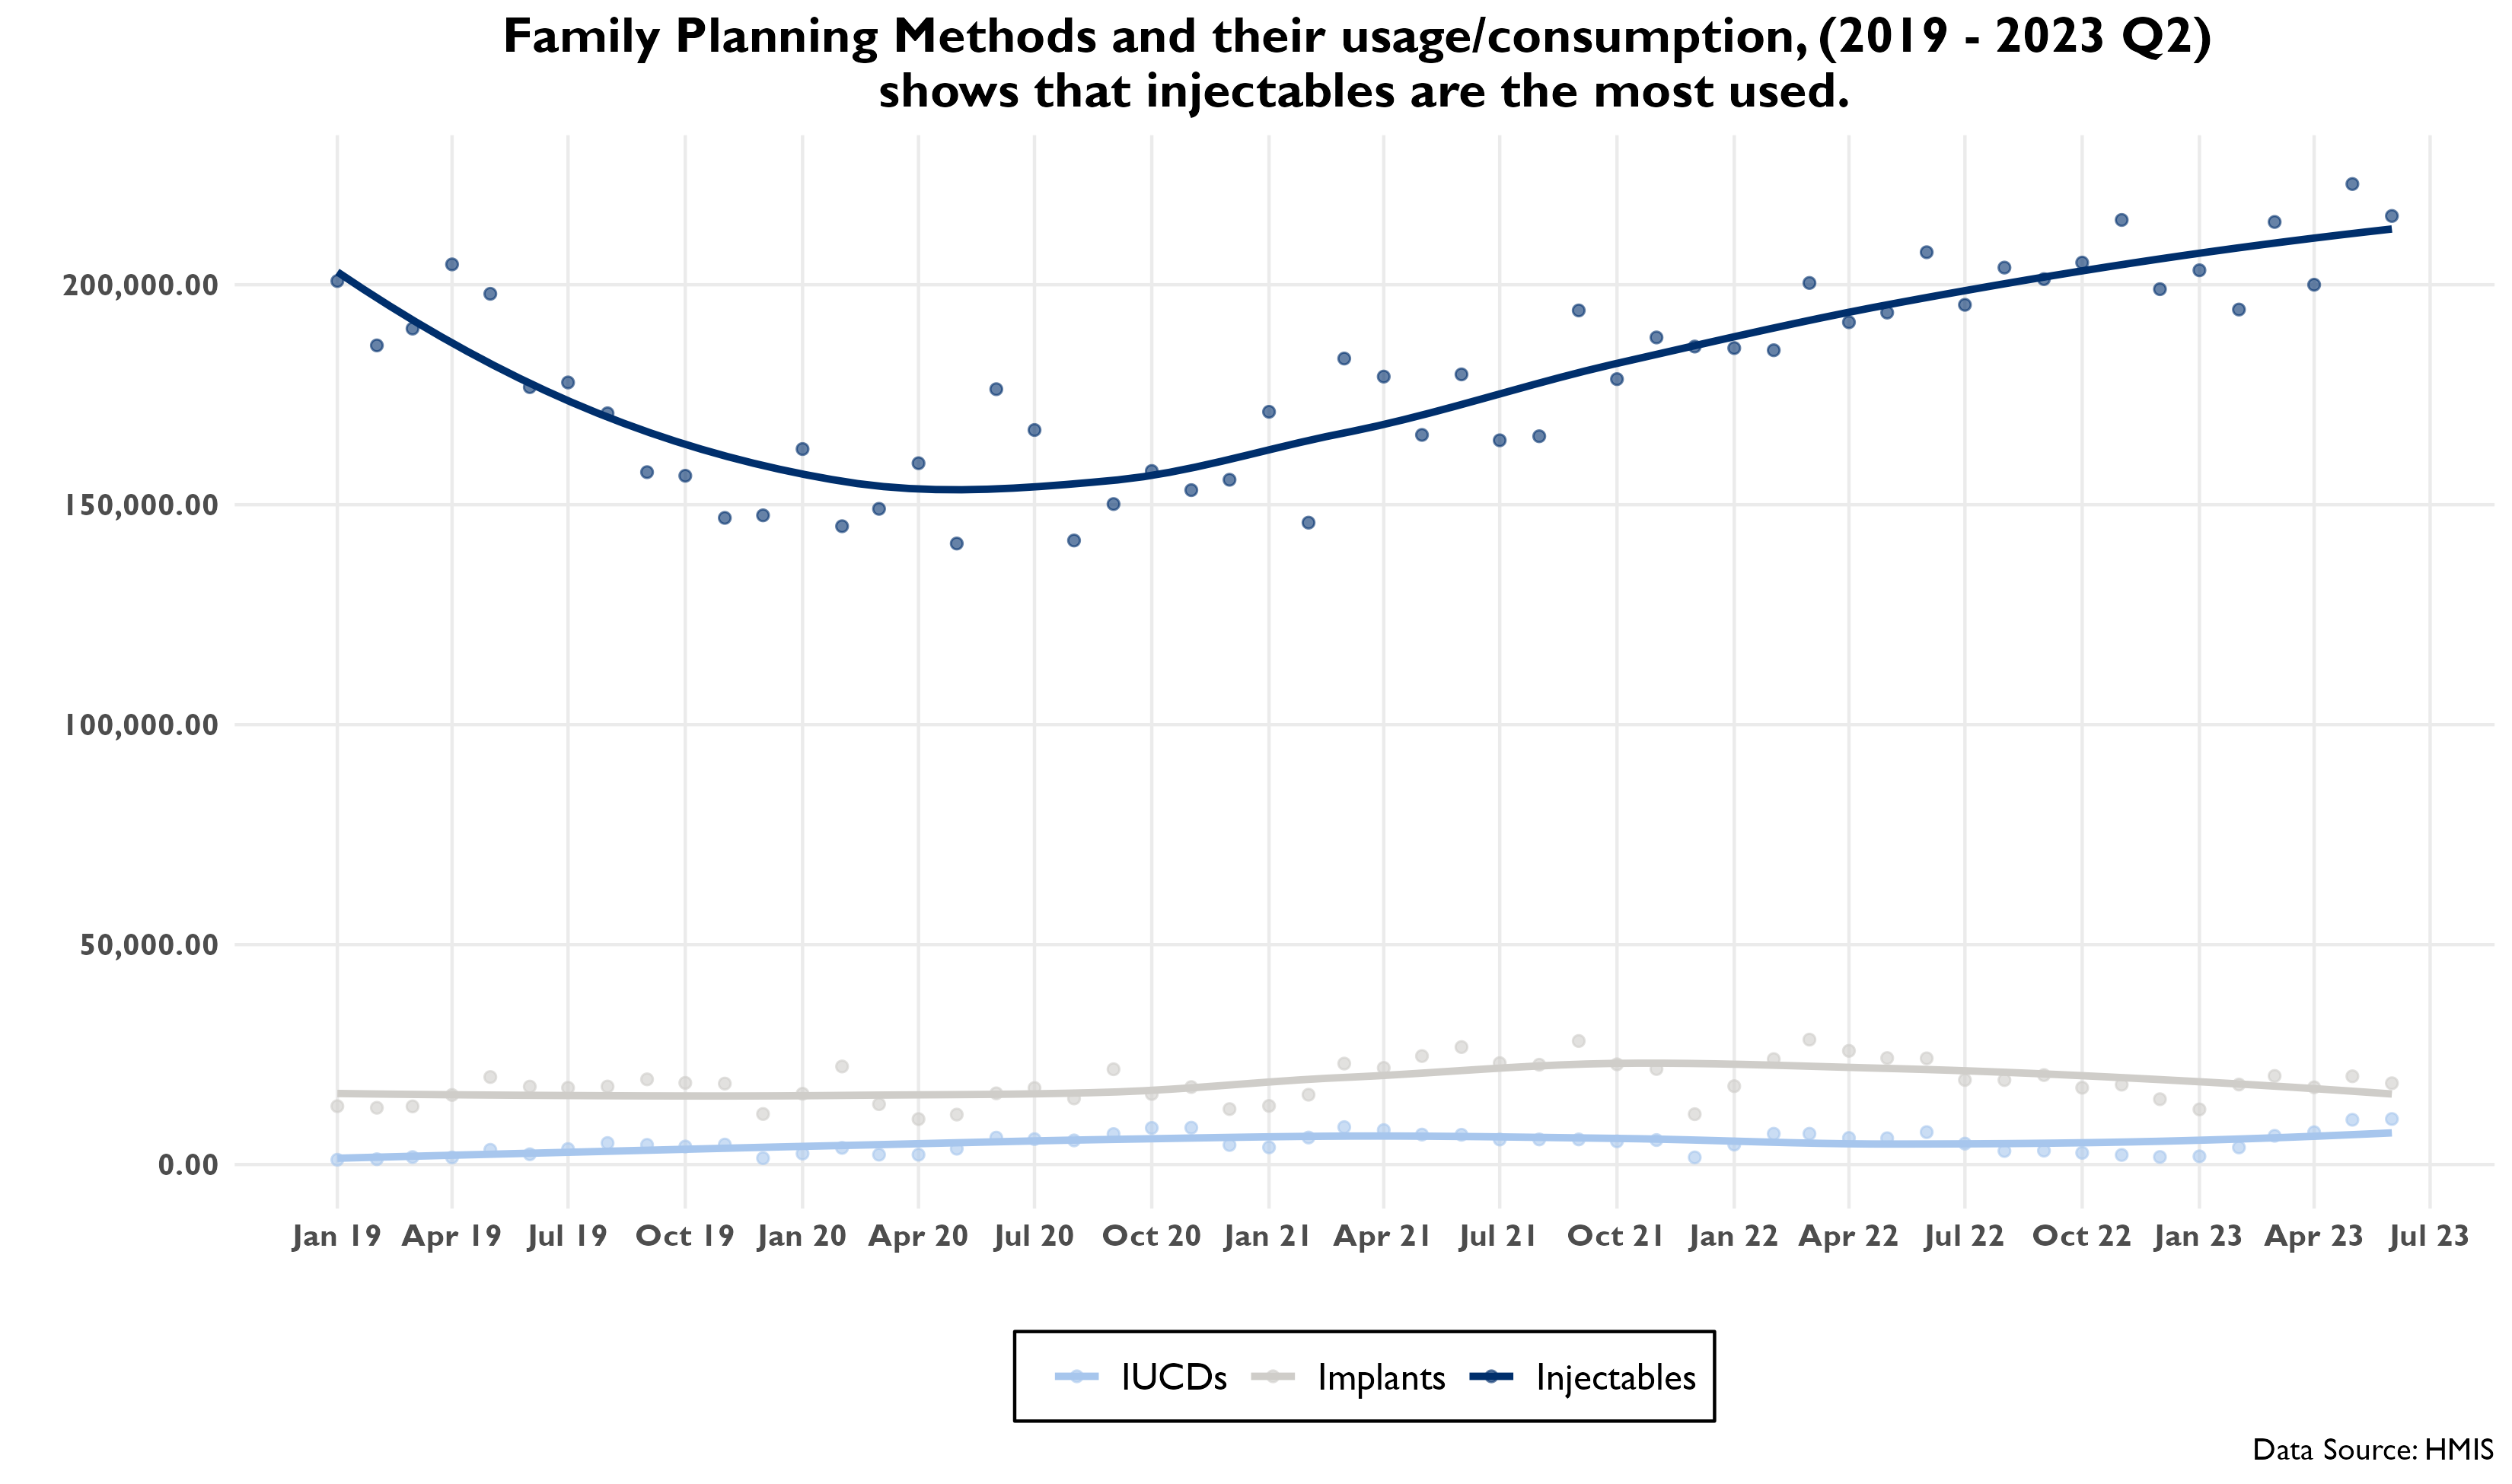 Family Planning Methods and their usage/consumption, (2019 - 2023 Q2)
shows that injectables are the most used.
200,000.00
150,000.00
100,000.00
50,000.00
0.00
Jan 19 Apr 19 Jul 19 Oct 19 Jan 20 Apr 20 Jul 20 Oct 20 Jan 21 Apr 21 Jul 21 Oct 21 Jan 22 Apr 22 Jul 22 Oct 22 Jan 23 Apr 23 Jul 23
IUCDs Implants Injectables
Data Source: HMIS